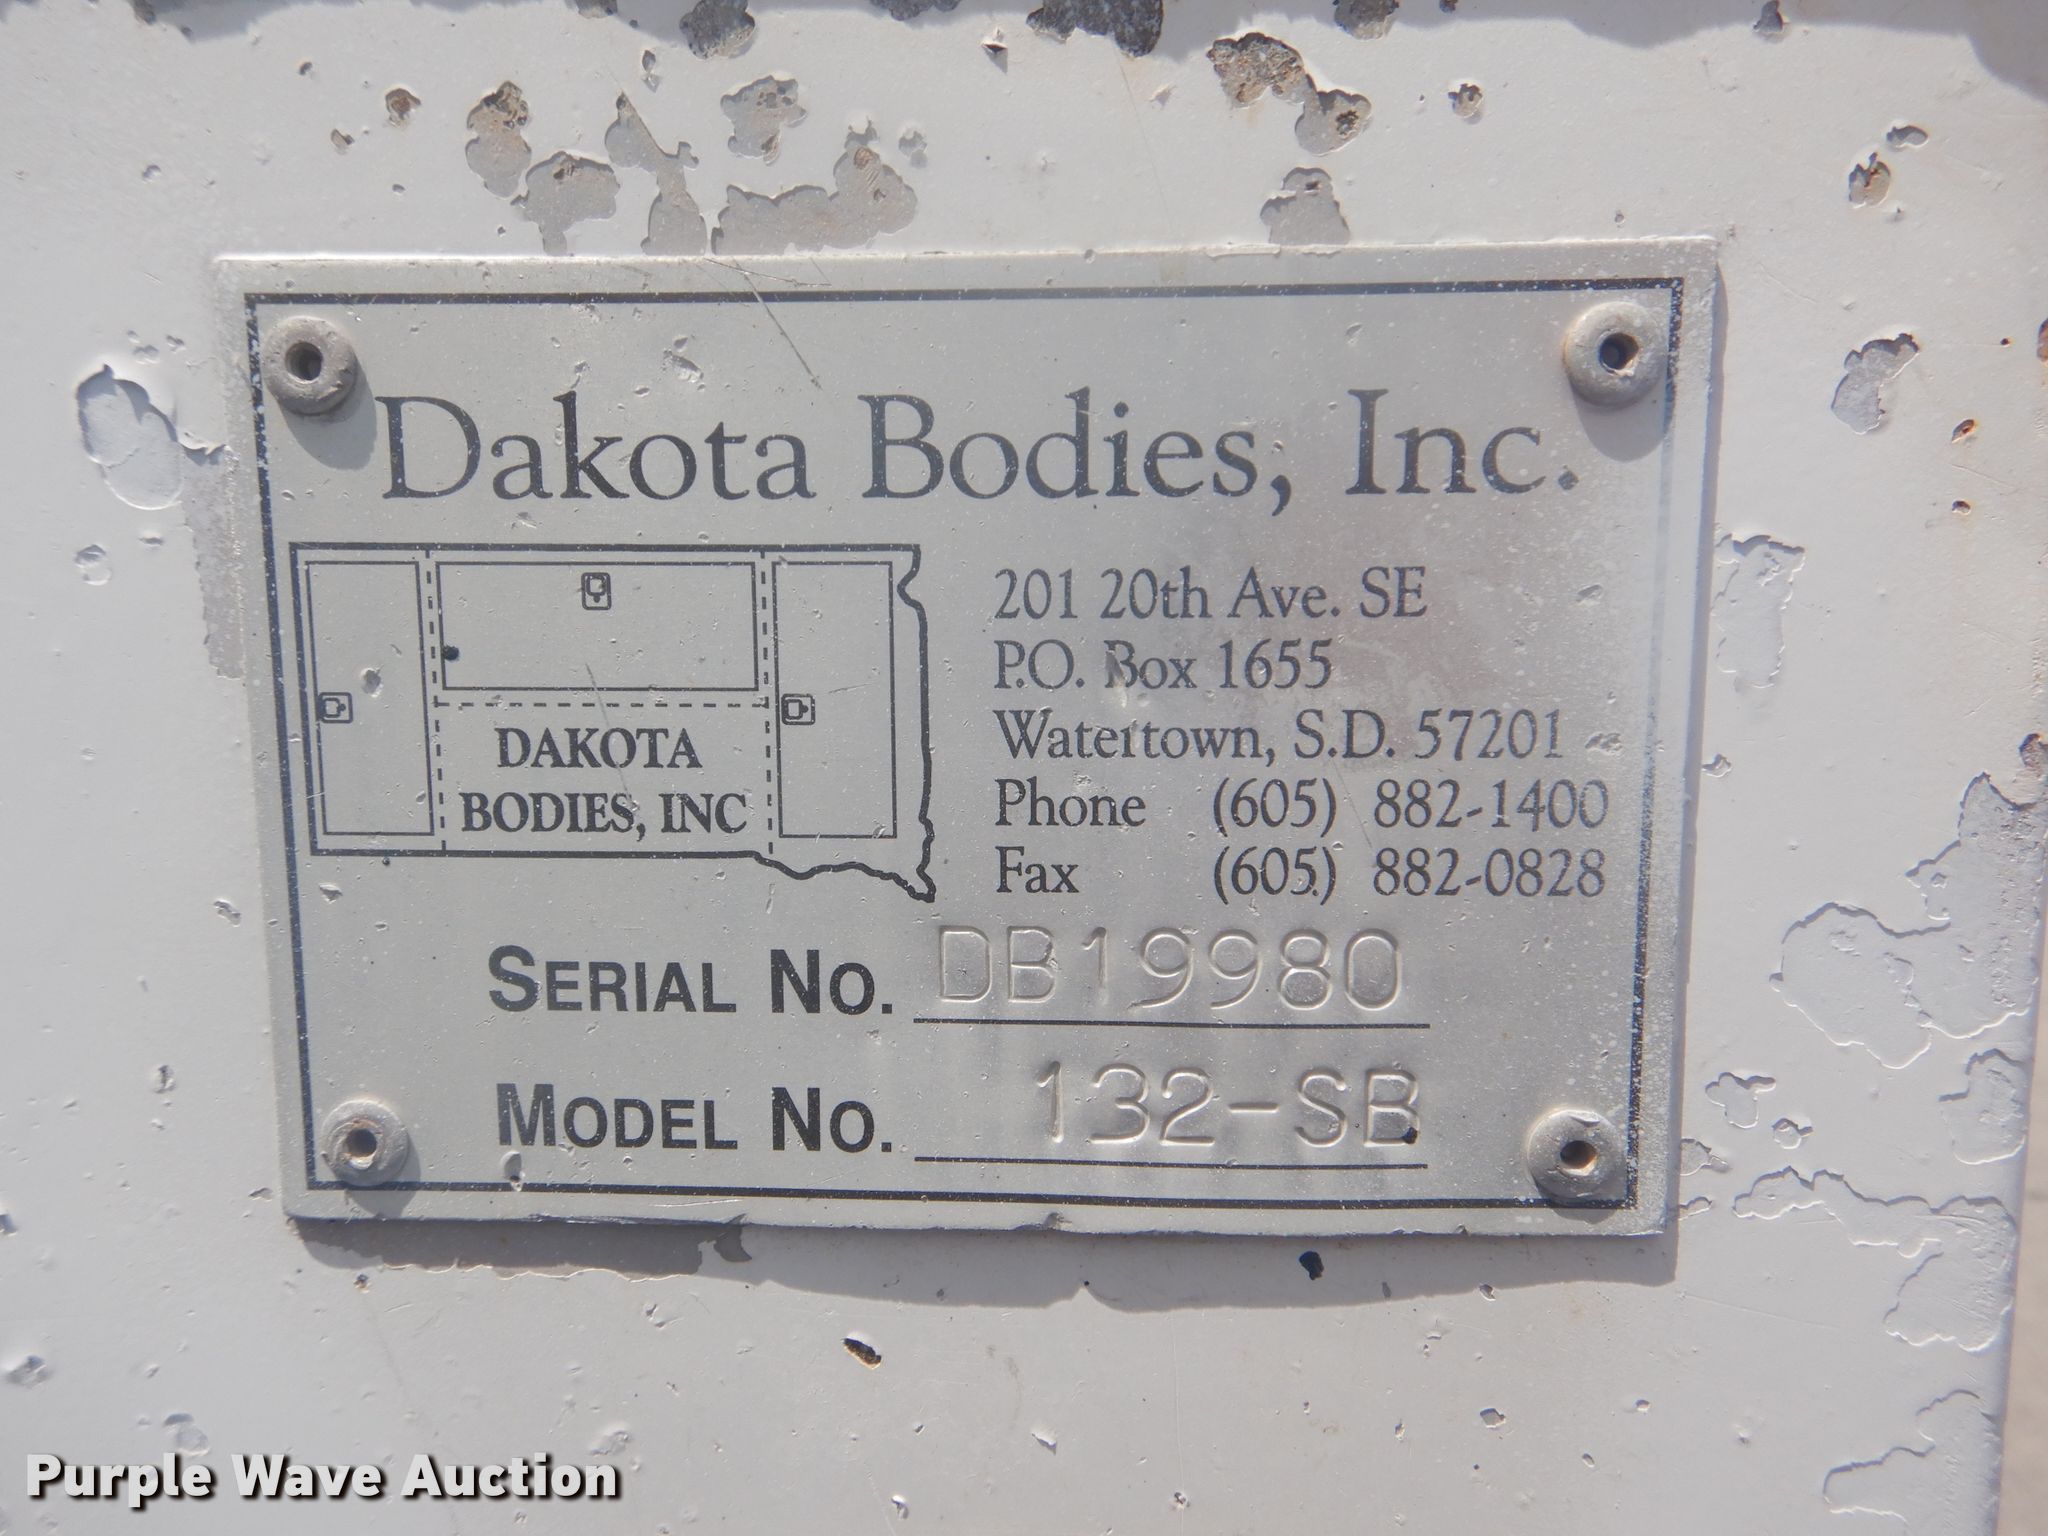 Dakota Bodies, Inc.
DAKOTA
BODIES, INC
201 20th Ave. SE
P.O. Box 1655
Watertown, S.D. 57201
Phone (605) 882-1400
Fax (605) 882-0828
SERIAL NO. DB19980
MODEL NO. 132-SB
Purple Wave Auction